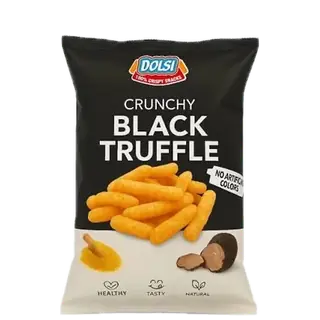 DOLSI
100% CRISPY SNACKS
CRUNCHY
BLACK
TRUFFLE
NO ARTIFICIAL
COLORS
HEALTHY
TASTY
NATURAL